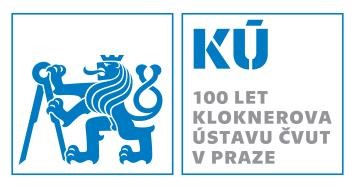 KÚ
100 LET
KLOKNEROVA
ÚSTAVU ČVUT
V PRAZE